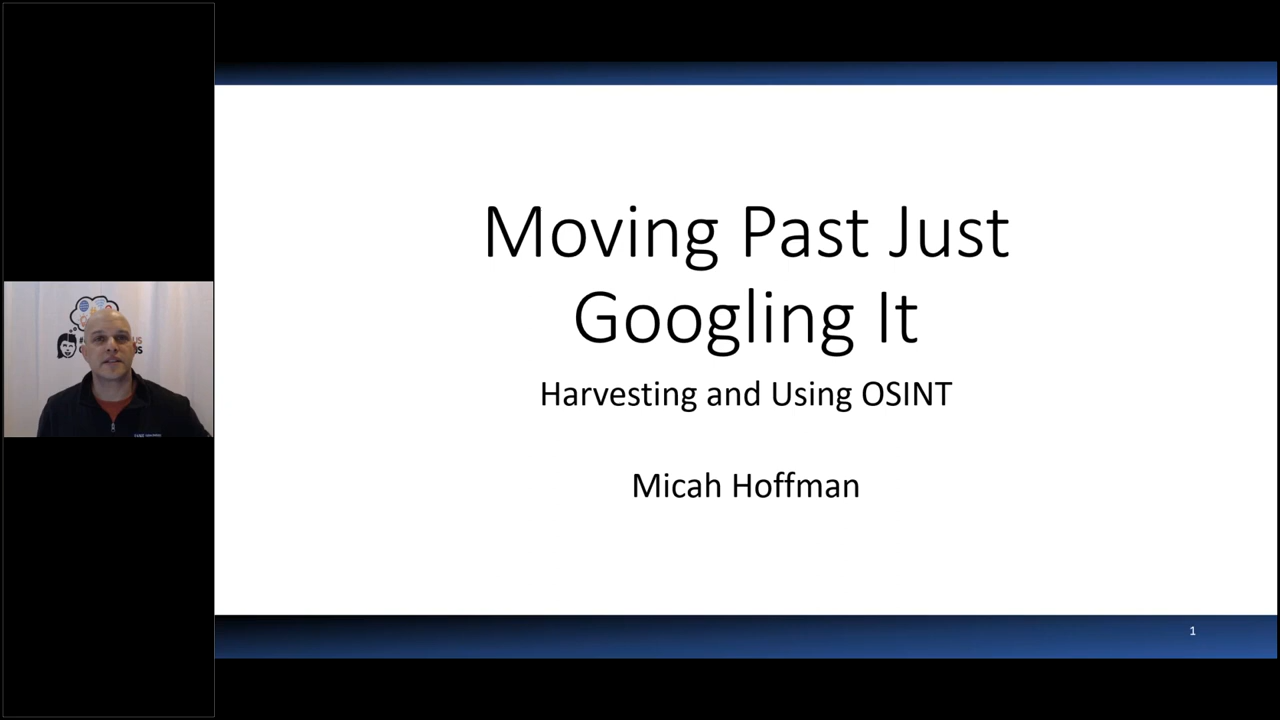 Moving Past Just
Googling It
Harvesting and Using OSINT
Micah Hoffman
1